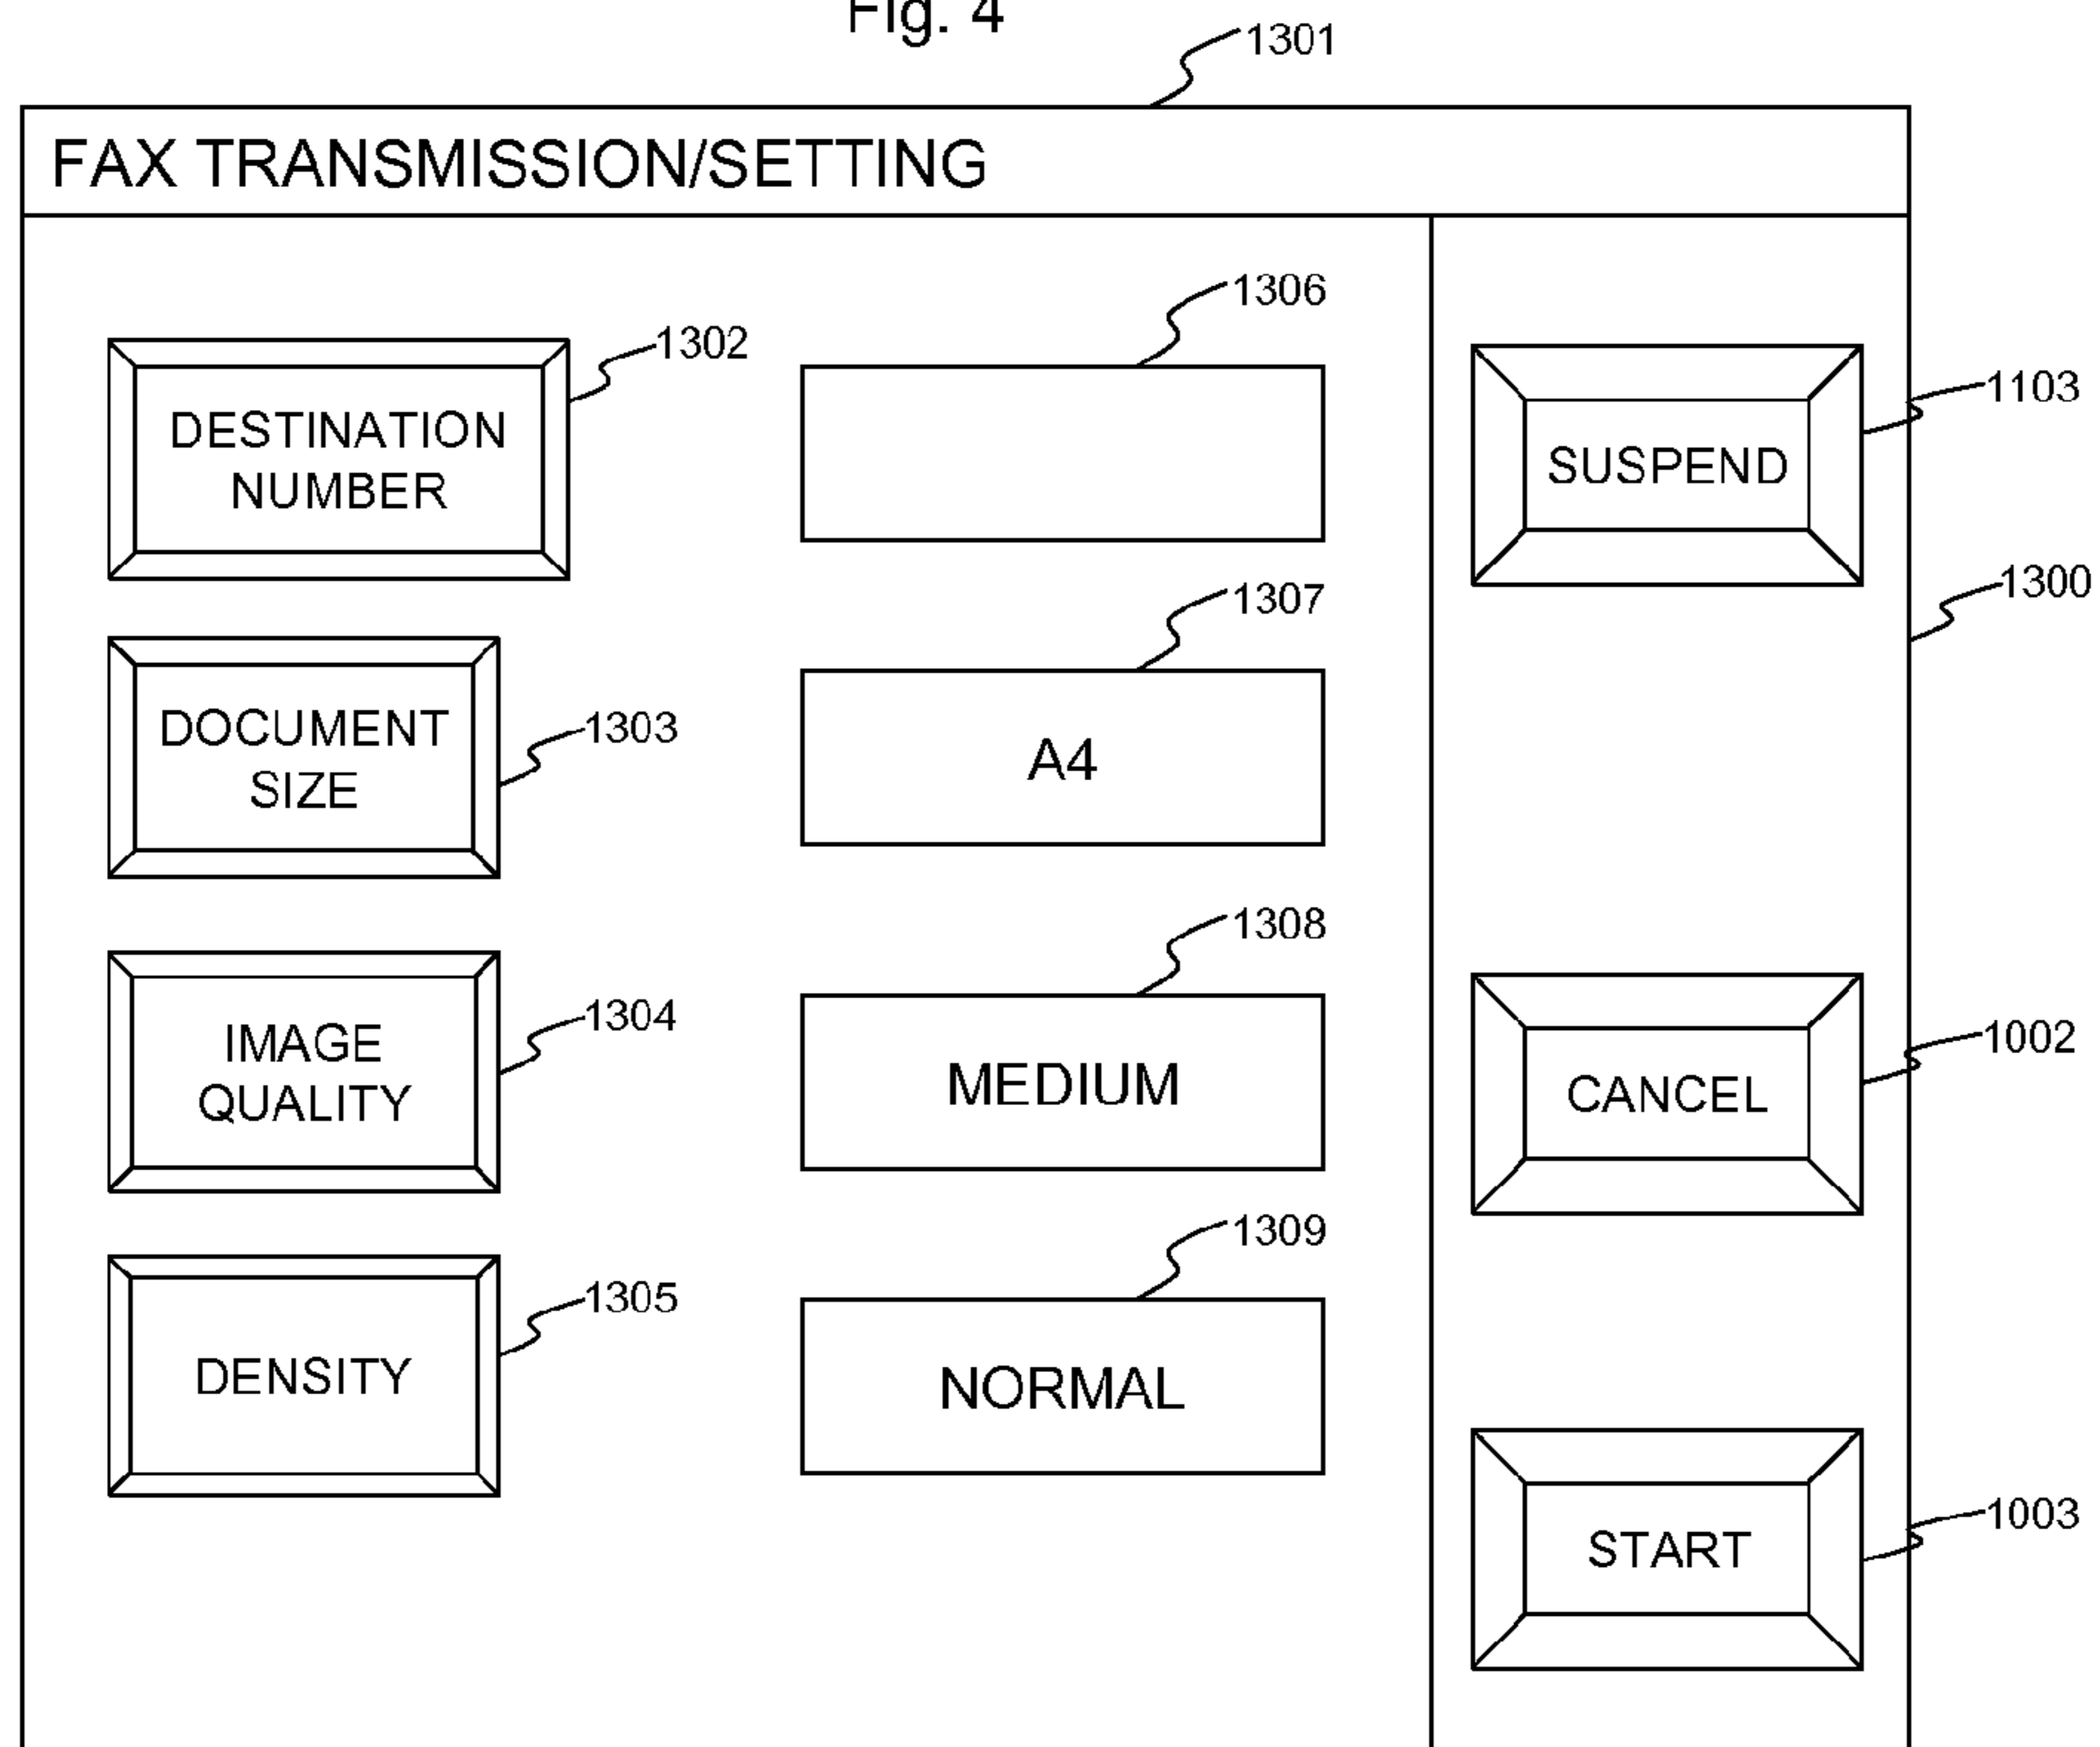 Fig. 4
1301
FAX TRANSMISSION/SETTING
1306
1302
DESTINATION
NUMBER
1103
SUSPEND
1300
1307
1303
DOCUMENT
SIZE
A4
1308
1304
IMAGE
QUALITY
MEDIUM
1002
CANCEL
1309
1305
DENSITY
NORMAL
1003
START